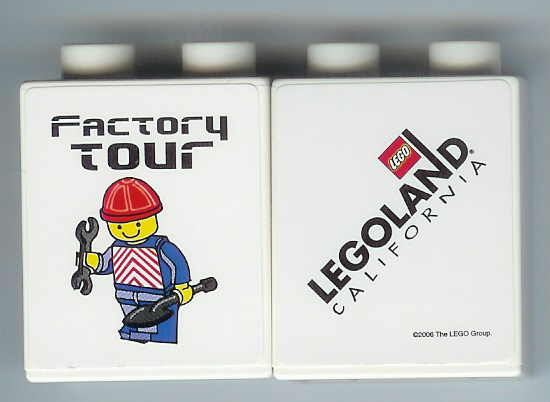 Factory
Tour
LEGO
LEGOLAND®
CALIFORNIA
©2006 The LEGO Group.